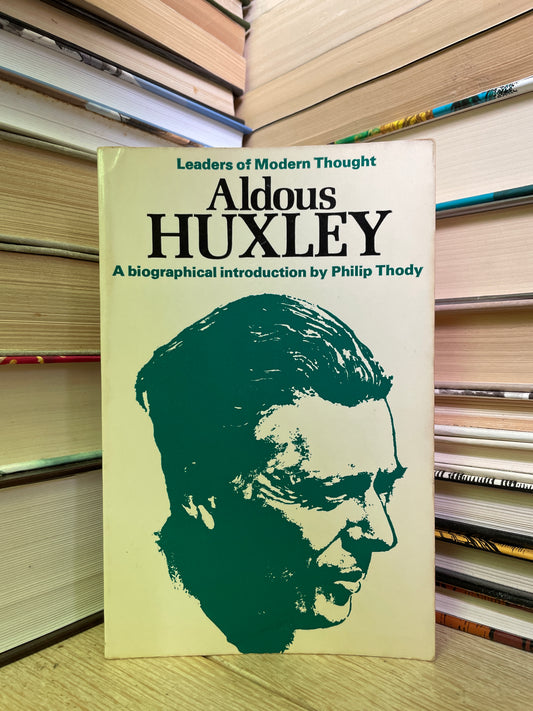 Leaders of Modern Thought
Aldous
HUXLEY
A biographical introduction by Philip Thody